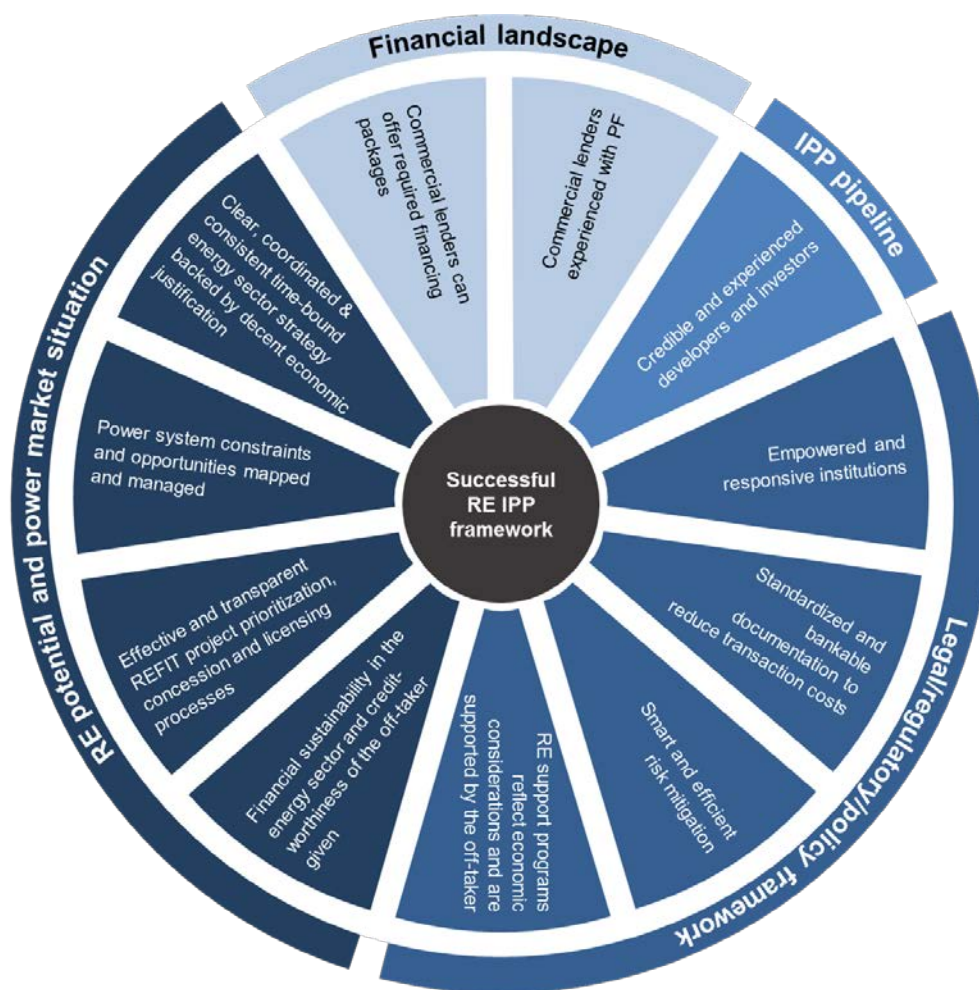 Financial landscape
IPP pipeline
Legal/regulatory/policy framework
RE potential and power market situation
Successful
RE IPP
framework
Commercial lenders can
offer required financing
packages
Commercial lenders
experienced with PF
Credible and experienced
developers and investors
Empowered and
responsive institutions
Standardized and
bankable
documentation to
reduce transaction costs
Smart and efficient
risk mitigation
RE support programs
reflect economic
considerations and are
supported by the off-taker
Financial sustainability in the
energy sector and credit-
worthiness of the off-taker
given
Effective and transparent
REFIT project prioritization,
concession and licensing
processes
Power system constraints
and opportunities mapped
and managed
Clear, coordinated &
consistent time-bound
energy sector strategy
backed by decent economic
justification